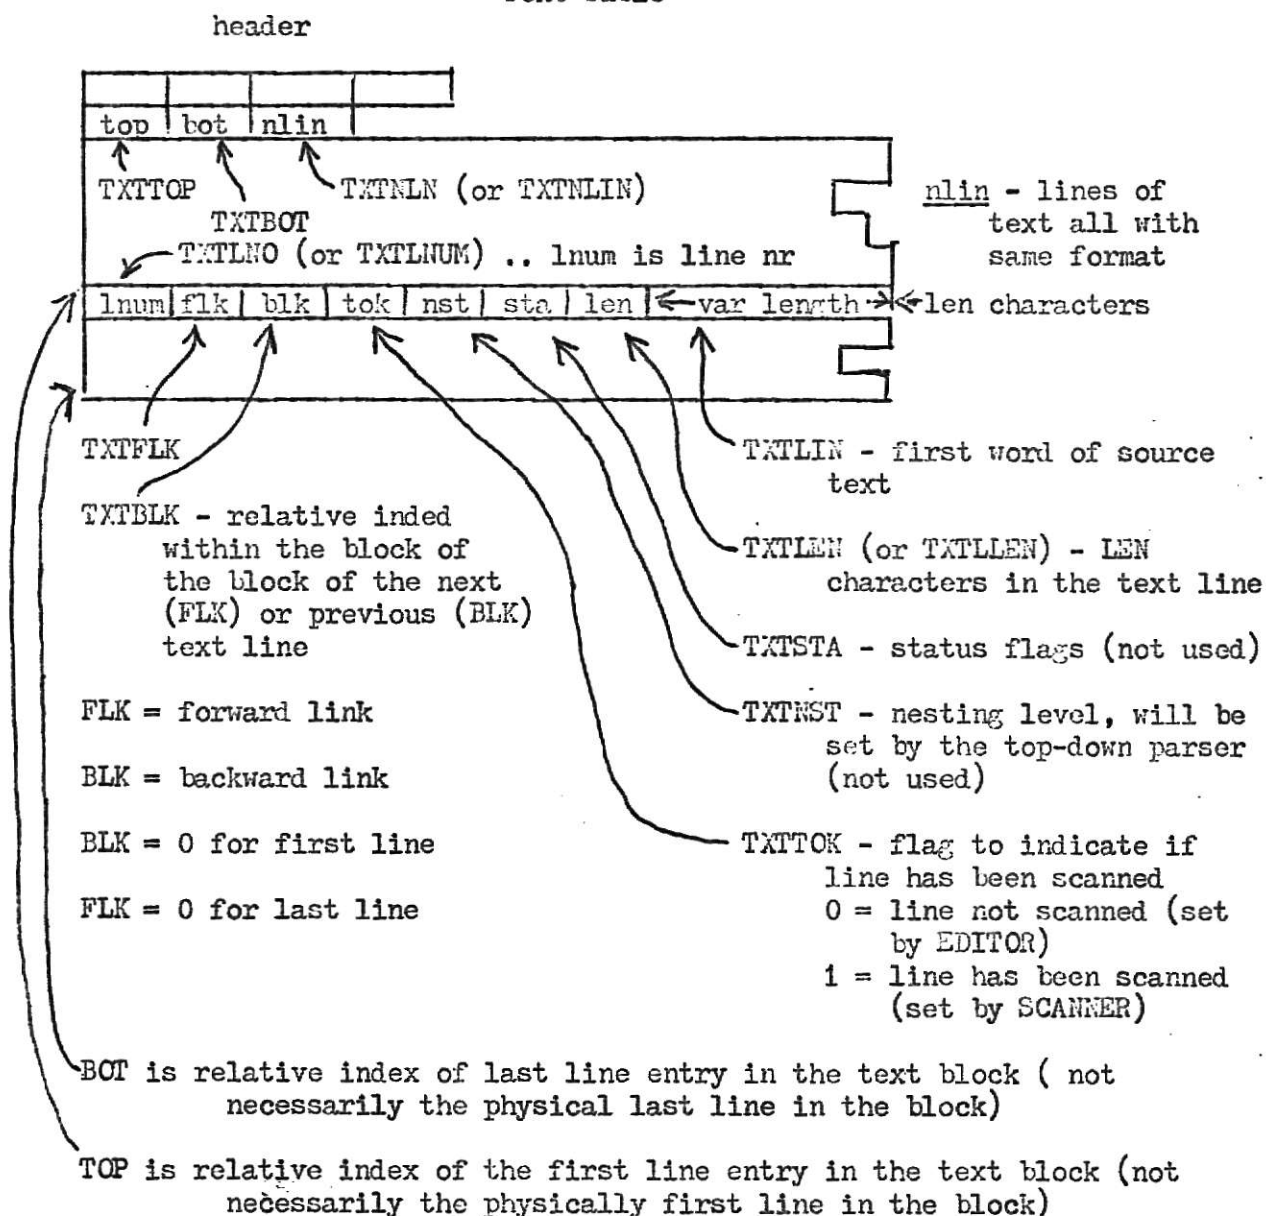 header
top bot nlin
TXTTOP
TXTNLN (or TXTNLIN)
TXTBOT
TXTLNO (or TXTLNUM) .. lnum is line nr
nlin - lines of
text all with
same format
lnum flk blk tok nst sta len var length
len characters
TXTFLK
TXTBLK - relative inded
within the block of
the block of the next
(FLK) or previous (BLK)
text line
FLK = forward link
BLK = backward link
BLK = 0 for first line
FLK = 0 for last line
TXTLIN - first word of source
text
TXTLEN (or TXTLLEN) - LEN
characters in the text line
TXTSTA - status flags (not used)
TXTNST - nesting level, will be
set by the top-down parser
(not used)
TXTTOK - flag to indicate if
line has been scanned
0 = line not scanned (set
by EDITOR)
1 = line has been scanned
(set by SCANNER)
BOT is relative index of last line entry in the text block ( not
necessarily the physical last line in the block)
TOP is relative index of the first line entry in the text block (not
necessarily the physically first line in the block)